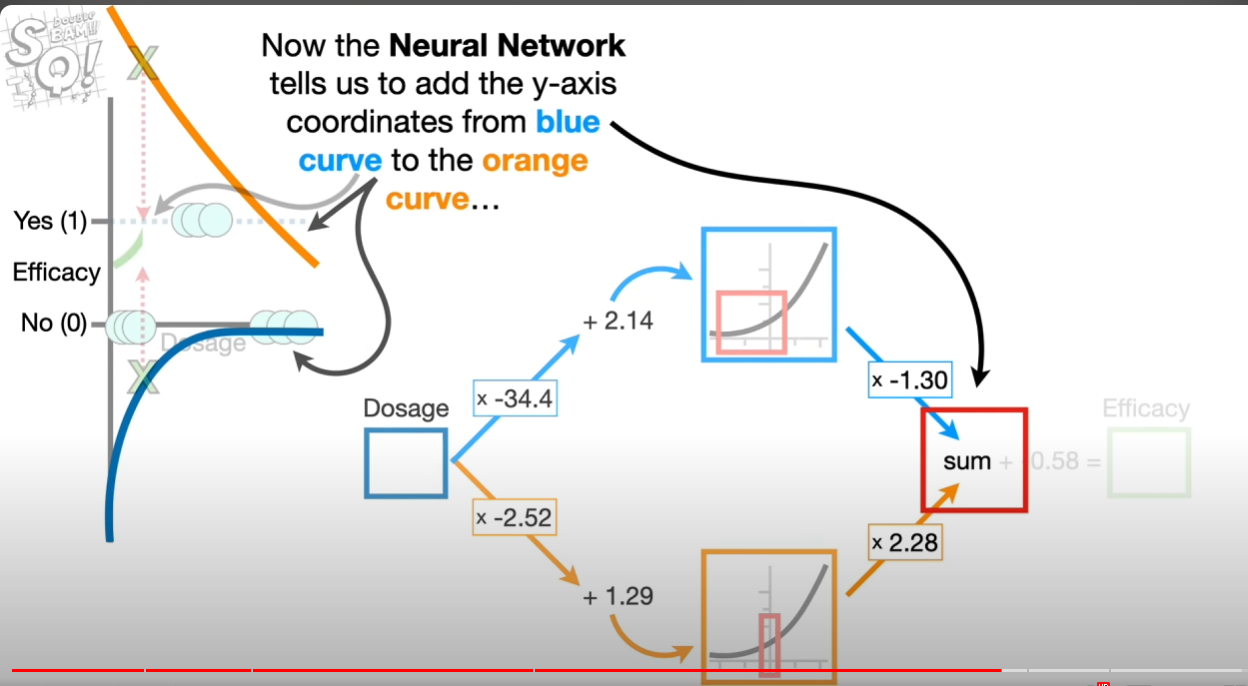 DOUBLE
BAM!!!
SQ!
Now the Neural Network
tells us to add the y-axis
coordinates from blue
curve to the orange
curve...
Yes (1)
Efficacy
No (0)
Dosage
X
X
+ 2.14
x -34.4
x -1.30
Dosage
Efficacy
sum + -0.58 =
x -2.52
x 2.28
+ 1.29